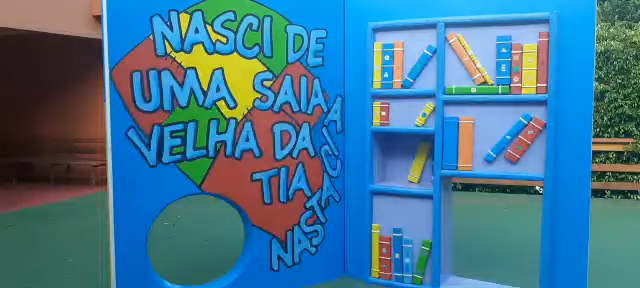 NASCI DE
UMA SAIA
VELHA DA
TIA
NASTÁCIA